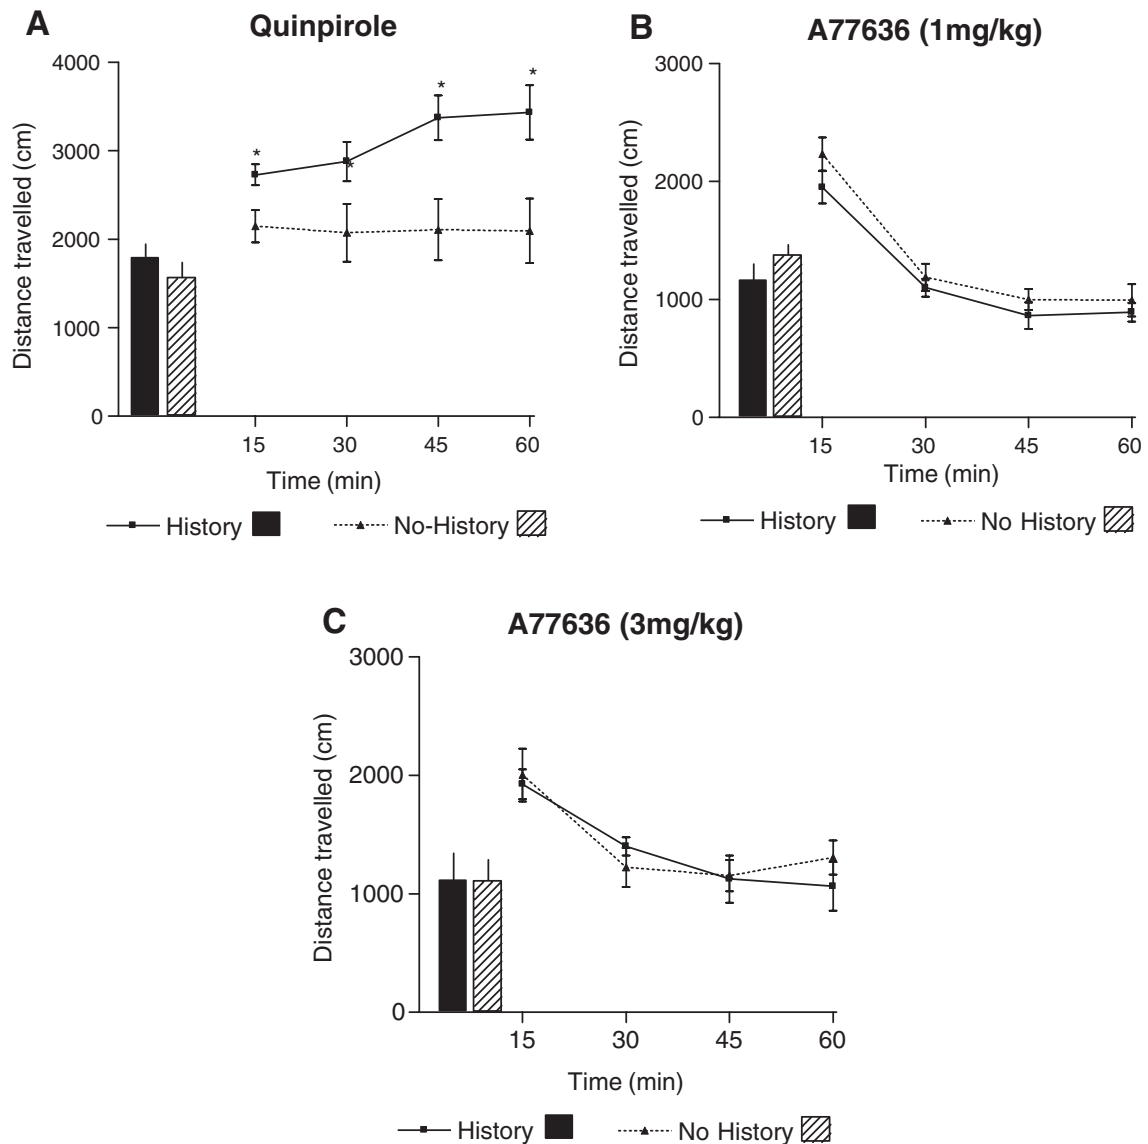 A
Quinpirole
4000
3000
2000
1000
0
Distance travelled (cm)
*
*
*
*
15 30 45 60
Time (min)
History No-History
B
A77636 (1mg/kg)
3000
2000
1000
0
Distance travelled (cm)
15 30 45 60
Time (min)
History No History
C
A77636 (3mg/kg)
3000
2000
1000
0
Distance travelled (cm)
15 30 45 60
Time (min)
History No History